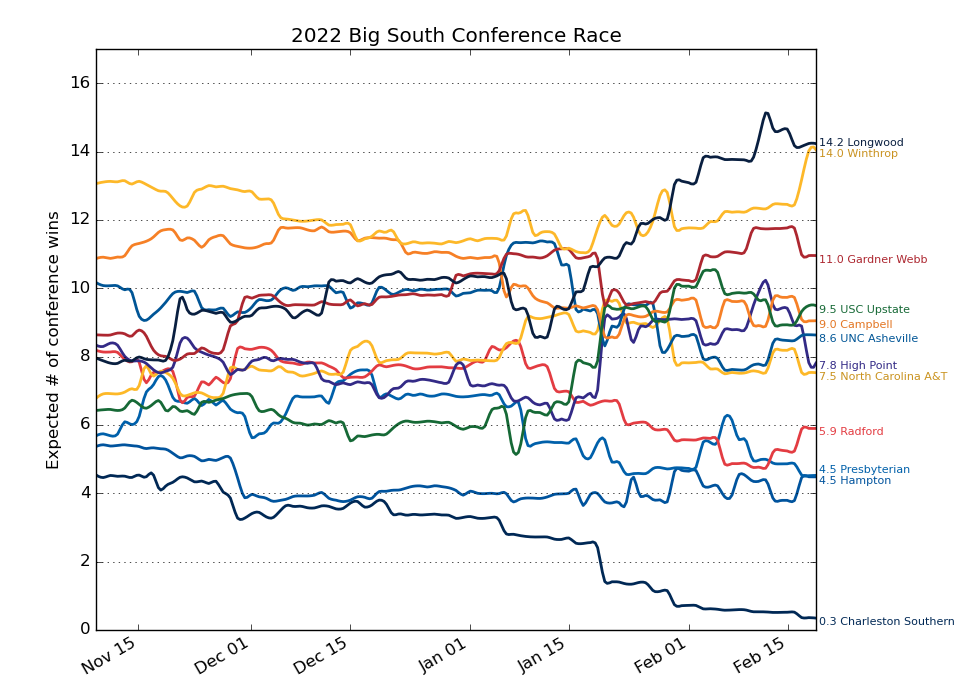 2022 Big South Conference Race
Expected # of conference wins
16
14
12
10
8
6
4
2
0
14.2 Longwood
14.0 Winthrop
11.0 Gardner Webb
9.5 USC Upstate
9.0 Campbell
8.6 UNC Asheville
7.8 High Point
7.5 North Carolina A&T
5.9 Radford
4.5 Presbyterian
4.5 Hampton
0.3 Charleston Southern
Nov 15
Dec 01
Dec 15
Jan 01
Jan 15
Feb 01
Feb 15